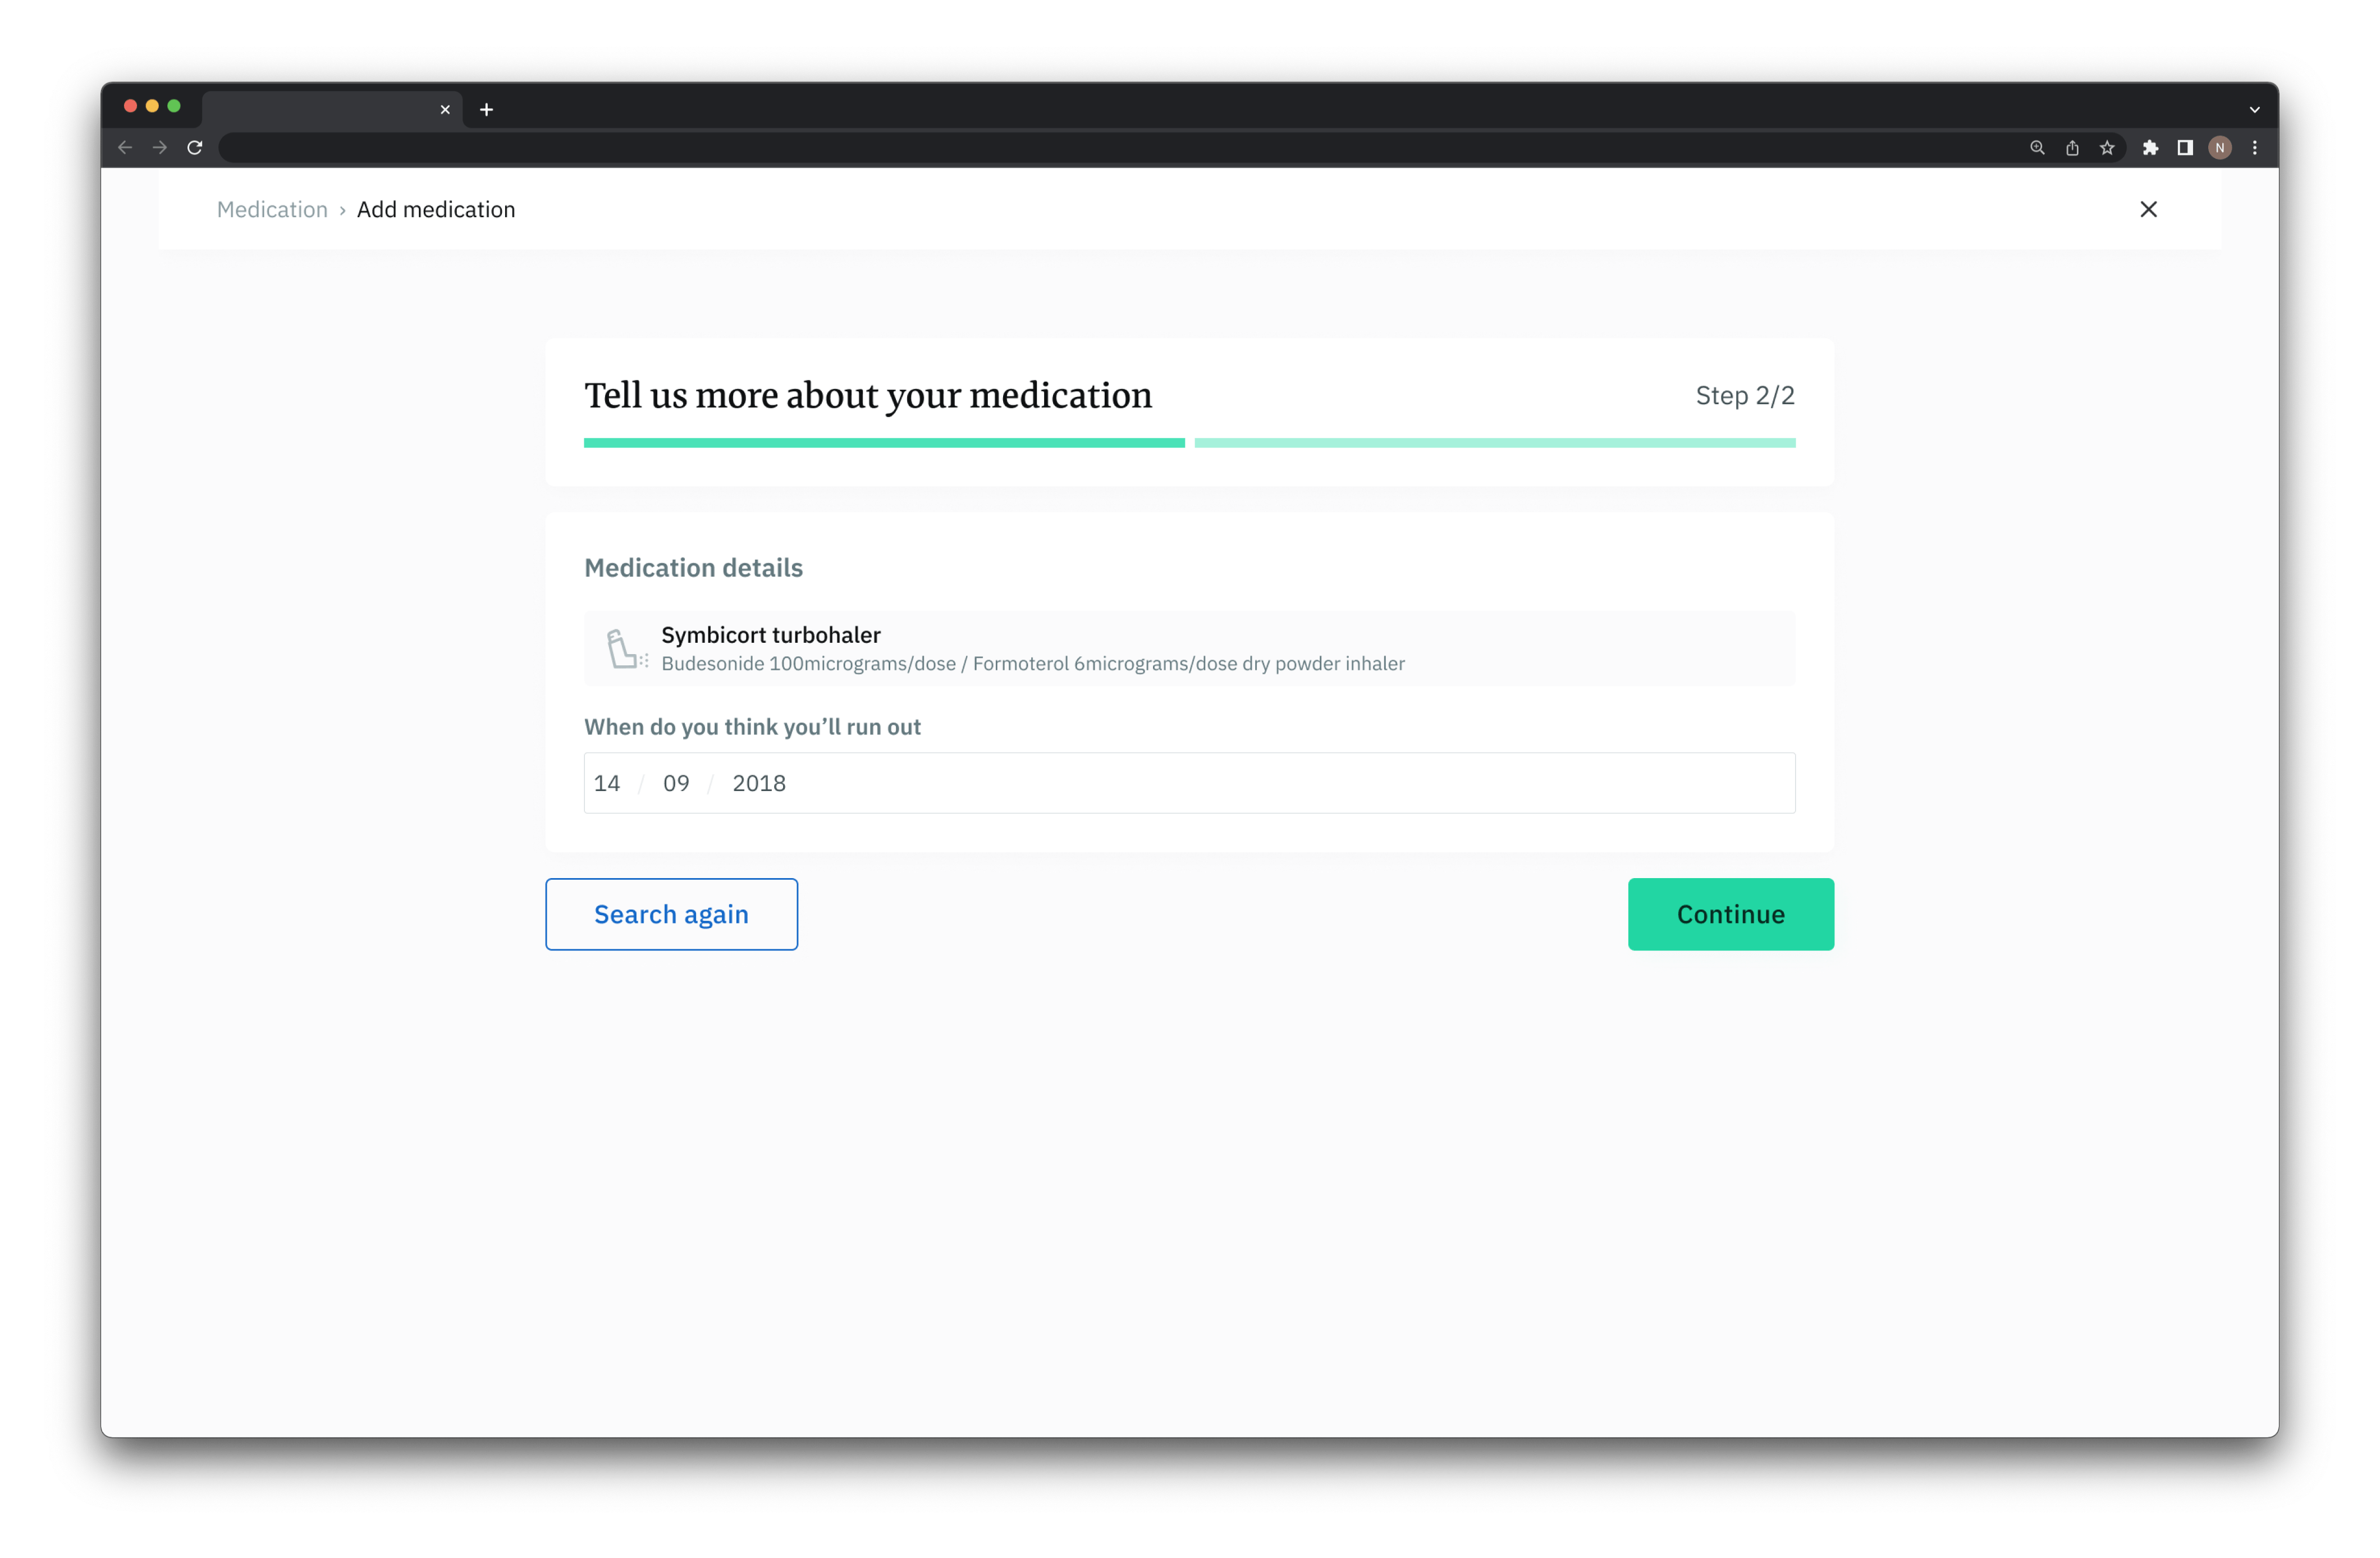 N
Medication › Add medication
Tell us more about your medication
Step 2/2
Medication details
Symbicort turbohaler
Budesonide 100micrograms/dose / Formoterol 6micrograms/dose dry powder inhaler
When do you think you’ll run out
14 / 09 / 2018
Search again
Continue